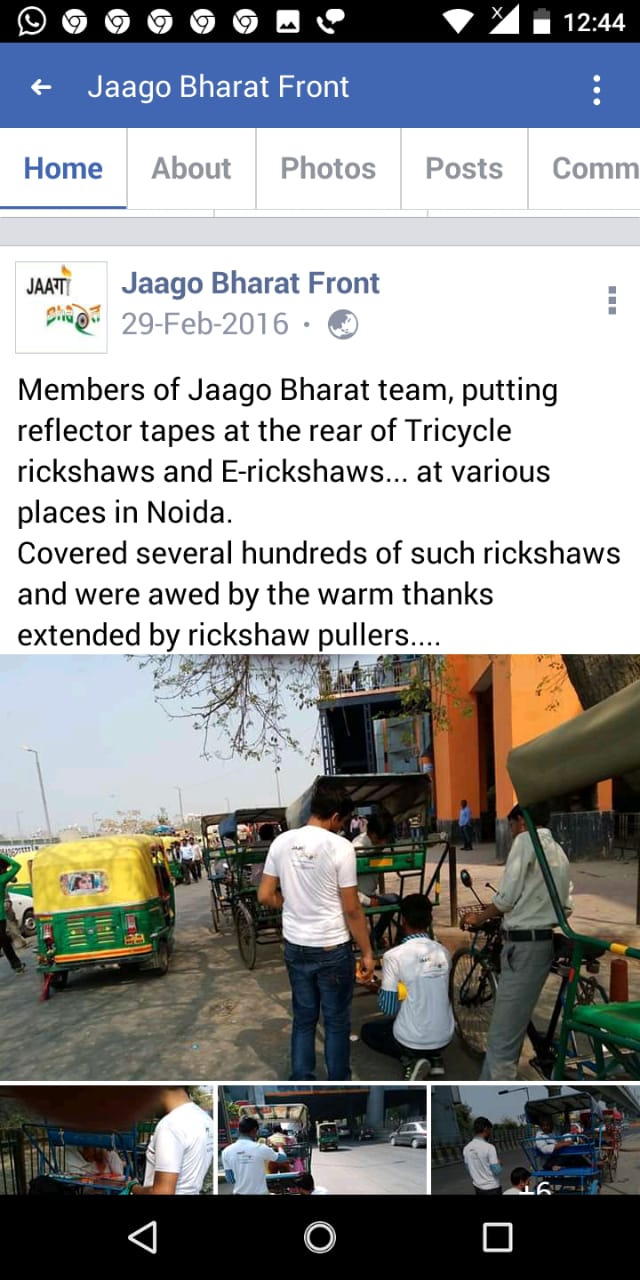 12:44
Jaago Bharat Front
Home About Photos Posts Comm
JAAगो
Jaago Bharat Front
29-Feb-2016
Members of Jaago Bharat team, putting
reflector tapes at the rear of Tricycle
rickshaws and E-rickshaws... at various
places in Noida.
Covered several hundreds of such rickshaws
and were awed by the warm thanks
extended by rickshaw pullers....
+6